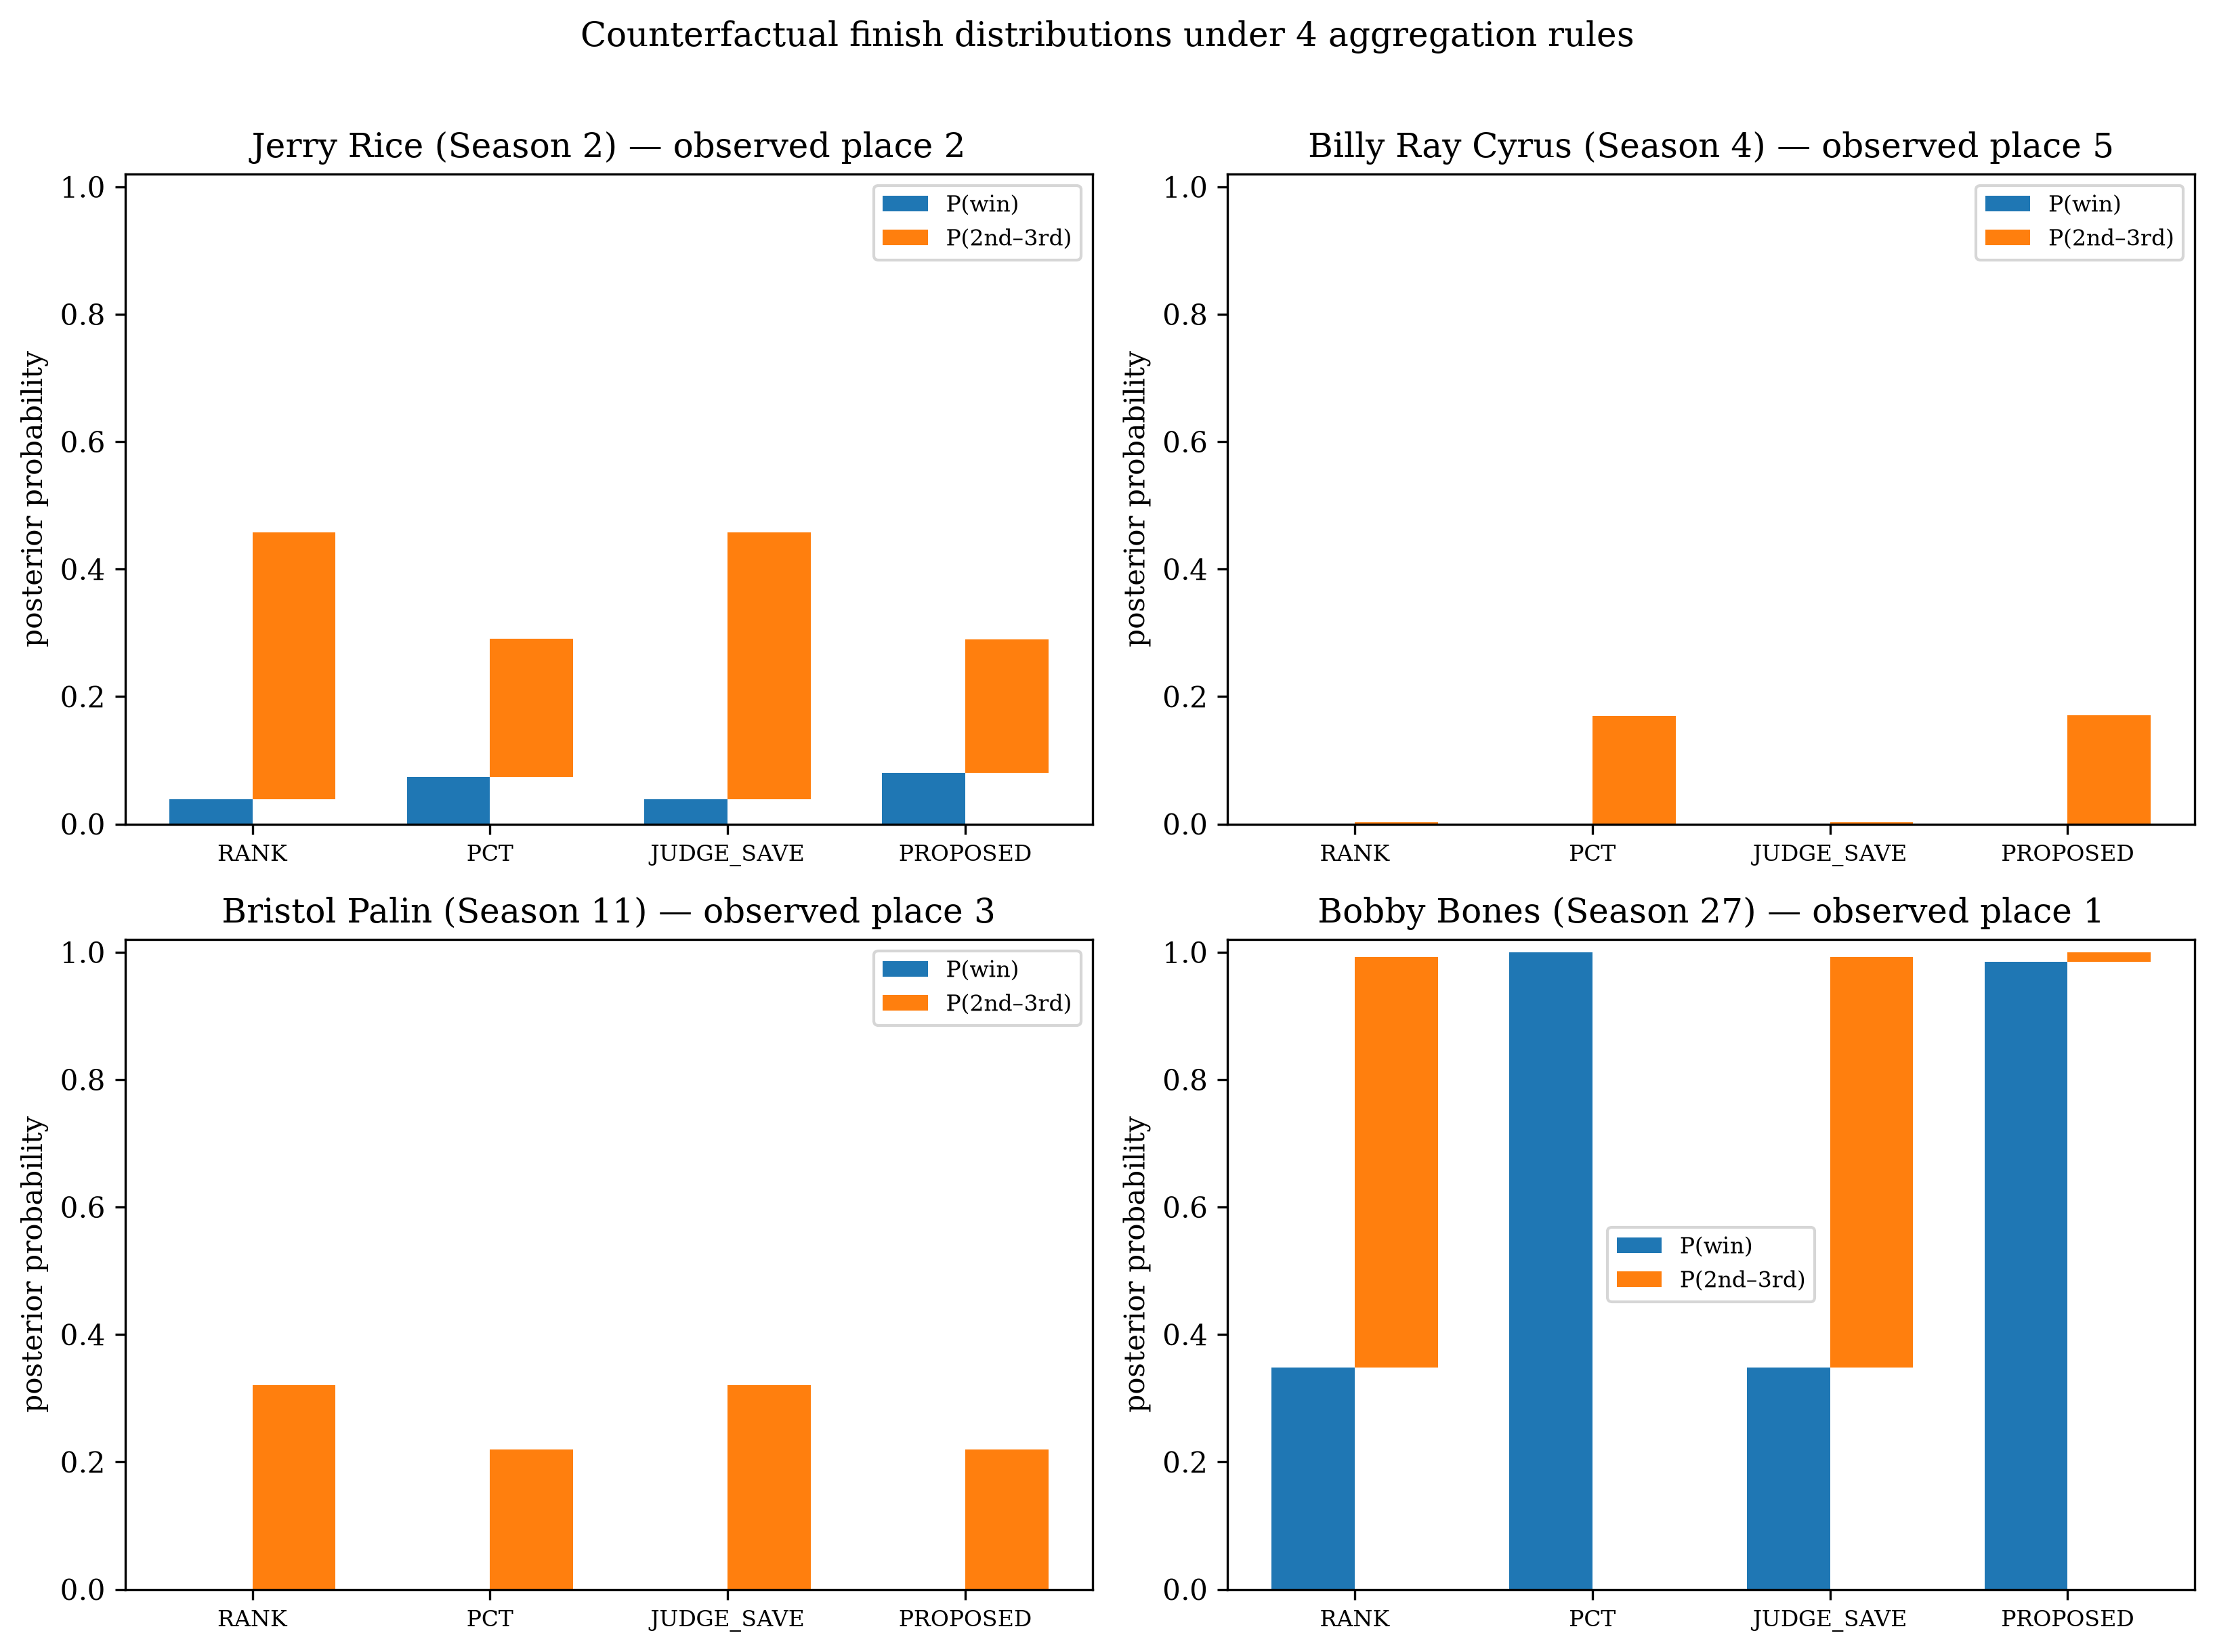 Counterfactual finish distributions under 4 aggregation rules
Jerry Rice (Season 2) — observed place 2
1.0
0.8
0.6
0.4
0.2
0.0
posterior probability
P(win)
P(2nd–3rd)
RANK PCT JUDGE_SAVE PROPOSED
Billy Ray Cyrus (Season 4) — observed place 5
1.0
0.8
0.6
0.4
0.2
0.0
posterior probability
P(win)
P(2nd–3rd)
RANK PCT JUDGE_SAVE PROPOSED
Bristol Palin (Season 11) — observed place 3
1.0
0.8
0.6
0.4
0.2
0.0
posterior probability
P(win)
P(2nd–3rd)
RANK PCT JUDGE_SAVE PROPOSED
Bobby Bones (Season 27) — observed place 1
1.0
0.8
0.6
0.4
0.2
0.0
posterior probability
P(win)
P(2nd–3rd)
RANK PCT JUDGE_SAVE PROPOSED